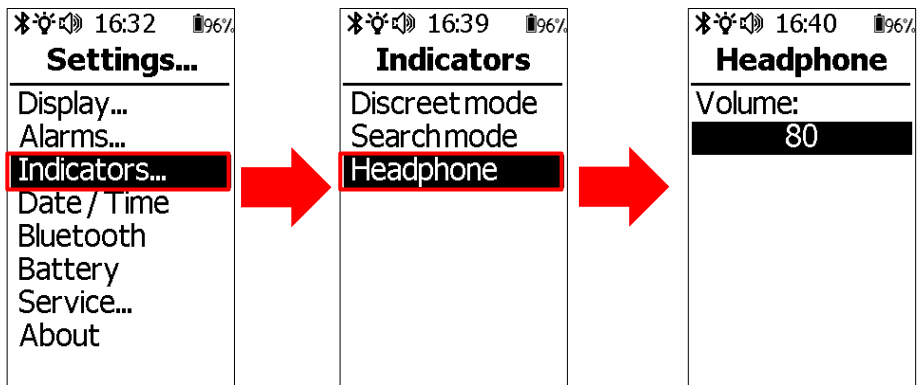 16:32 96%
Settings...
Display...
Alarms...
Indicators...
Date / Time
Bluetooth
Battery
Service...
About
16:39 96%
Indicators
Discreet mode
Search mode
Headphone
16:40 96%
Headphone
Volume:
80